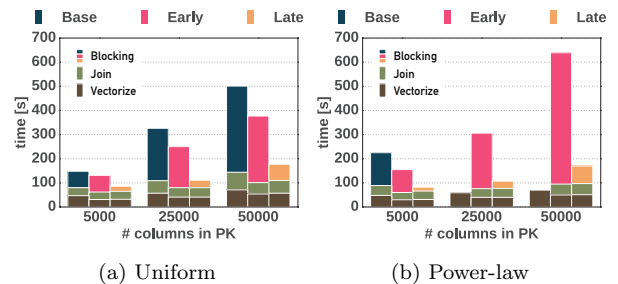 Base Early Late
700
600
500
400
300
200
100
0
time [s]
Blocking
Join
Vectorize
5000 25000 50000
# columns in PK
(a) Uniform
Base Early Late
700
600
500
400
300
200
100
0
time [s]
Blocking
Join
Vectorize
5000 25000 50000
# columns in PK
(b) Power-law